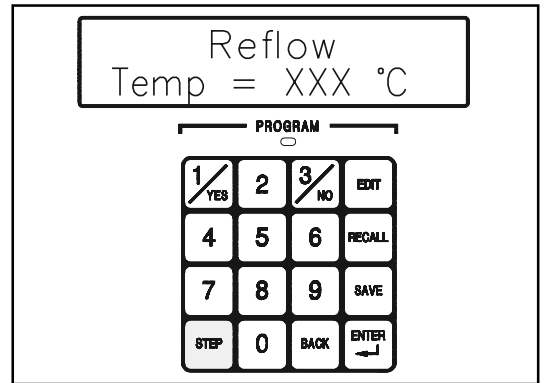 Reflow
Temp = XXX °C
PROGRAM
1/YES 2 3/NO EDIT
4 5 6 RECALL
7 8 9 SAVE
STEP 0 BACK ENTER